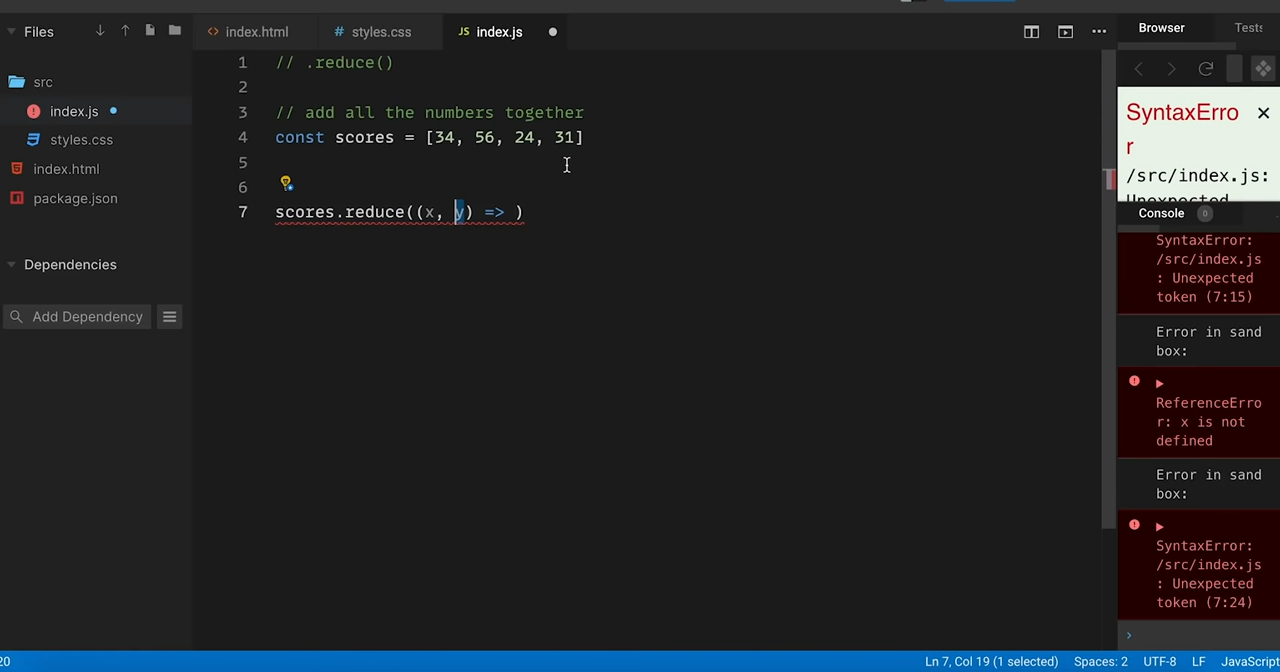 Files
index.html
styles.css
index.js
Browser
Tests
src
index.js
styles.css
index.html
package.json
Dependencies
Add Dependency
1 // .reduce()
2
3 // add all the numbers together
4 const scores = [34, 56, 24, 31]
5
6
7 scores.reduce((x, y) => )
SyntaxErro
r
/src/index.js:
Unexpected
Console 0
SyntaxError:
/src/index.js
: Unexpected
token (7:15)
Error in sand
box:
ReferenceErro
r: x is not
defined
Error in sand
box:
SyntaxError:
/src/index.js
: Unexpected
token (7:24)
20
Ln 7, Col 19 (1 selected) Spaces: 2 UTF-8 LF JavaScript